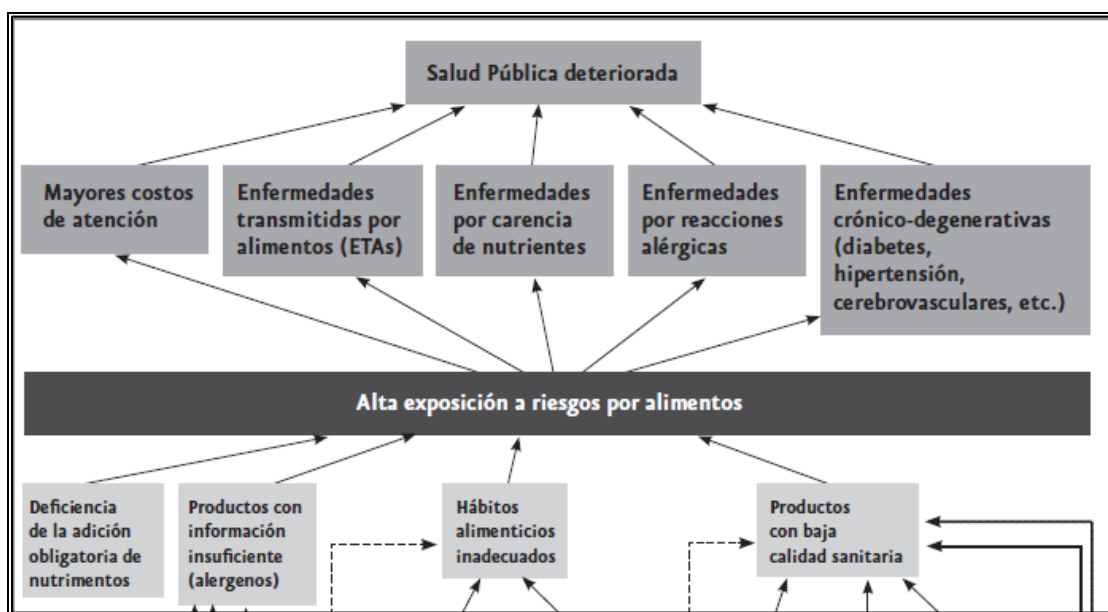 Salud Pública deteriorada
Mayores costos
de atención
Enfermedades
transmitidas por
alimentos (ETAs)
Enfermedades
por carencia
de nutrientes
Enfermedades
por reacciones
alérgicas
Enfermedades
crónico-degenerativas
(diabetes,
hipertensión,
cerebrovasculares, etc.)
Alta exposición a riesgos por alimentos
Deficiencia
de la adición
obligatoria de
nutrimentos
Productos con
información
insuficiente
(alergenos)
Hábitos
alimenticios
inadecuados
Productos
con baja
calidad sanitaria